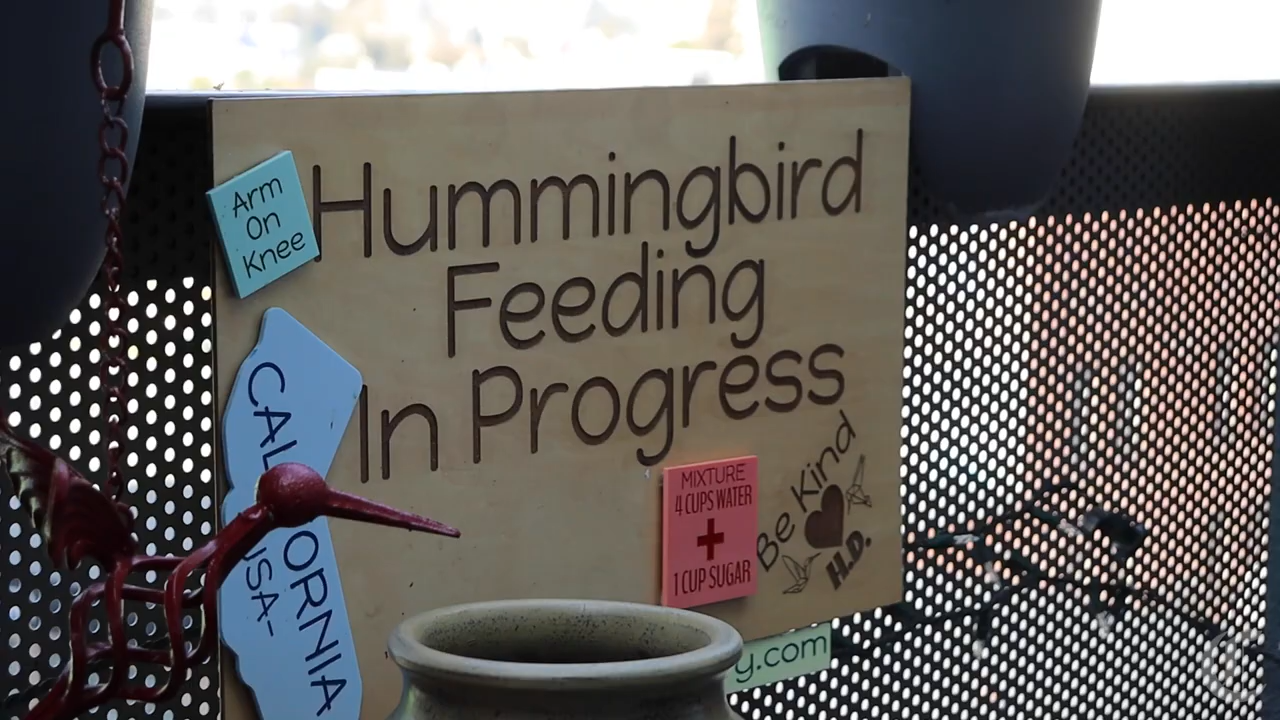 Arm
On
Knee
Hummingbird
Feeding
In Progress
CAL ORNIA
USA-
MIXTURE
4 CUPS WATER
+
1 CUP SUGAR
Be Kind
H.D.
y.com